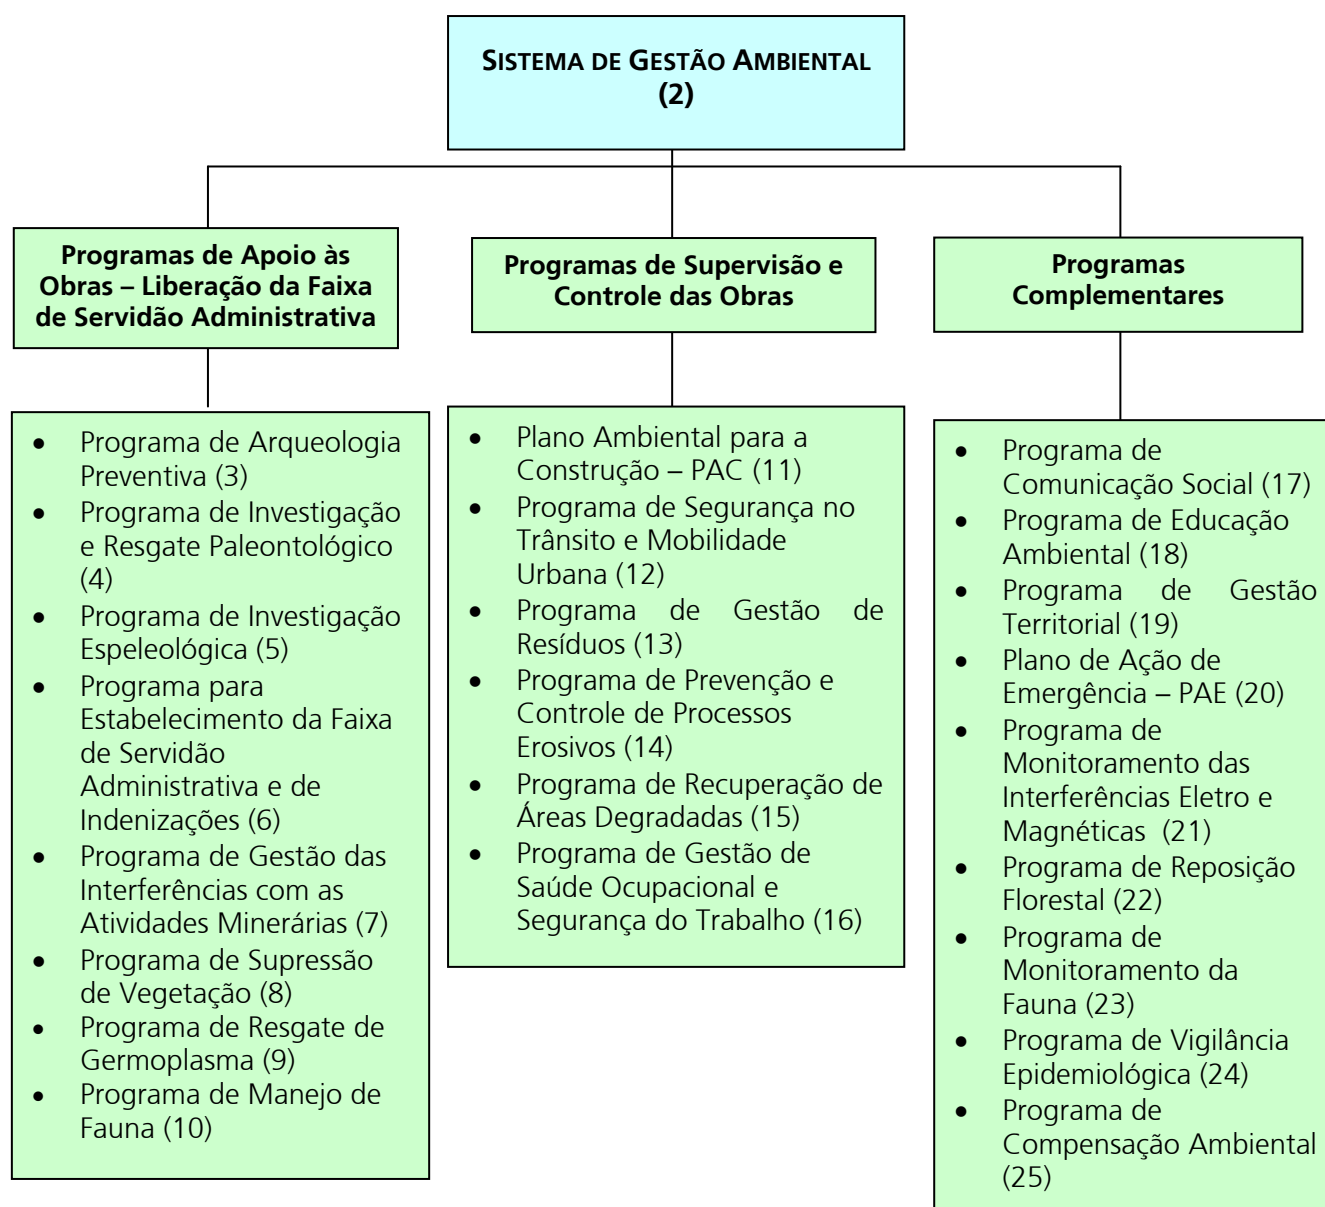 SISTEMA DE GESTÃO AMBIENTAL
(2)
Programas de Apoio às
Obras – Liberação da Faixa
de Servidão Administrativa
Programas de Supervisão e
Controle das Obras
Programas
Complementares
• Programa de Arqueologia
Preventiva (3)
• Programa de Investigação
e Resgate Paleontológico
(4)
• Programa de Investigação
Espeleológica (5)
• Programa para
Estabelecimento da Faixa
de Servidão
Administrativa e de
Indenizações (6)
• Programa de Gestão das
Interferências com as
Atividades Minerárias (7)
• Programa de Supressão
de Vegetação (8)
• Programa de Resgate de
Germoplasma (9)
• Programa de Manejo de
Fauna (10)
• Plano Ambiental para a
Construção – PAC (11)
• Programa de Segurança no
Trânsito e Mobilidade
Urbana (12)
• Programa de Gestão de
Resíduos (13)
• Programa de Prevenção e
Controle de Processos
Erosivos (14)
• Programa de Recuperação de
Áreas Degradadas (15)
• Programa de Gestão de
Saúde Ocupacional e
Segurança do Trabalho (16)
• Programa de
Comunicação Social (17)
• Programa de Educação
Ambiental (18)
• Programa de Gestão
Territorial (19)
• Plano de Ação de
Emergência – PAE (20)
• Programa de
Monitoramento das
Interferências Eletro e
Magnéticas (21)
• Programa de Reposição
Florestal (22)
• Programa de
Monitoramento da
Fauna (23)
• Programa de Vigilância
Epidemiológica (24)
• Programa de
Compensação Ambiental
(25)